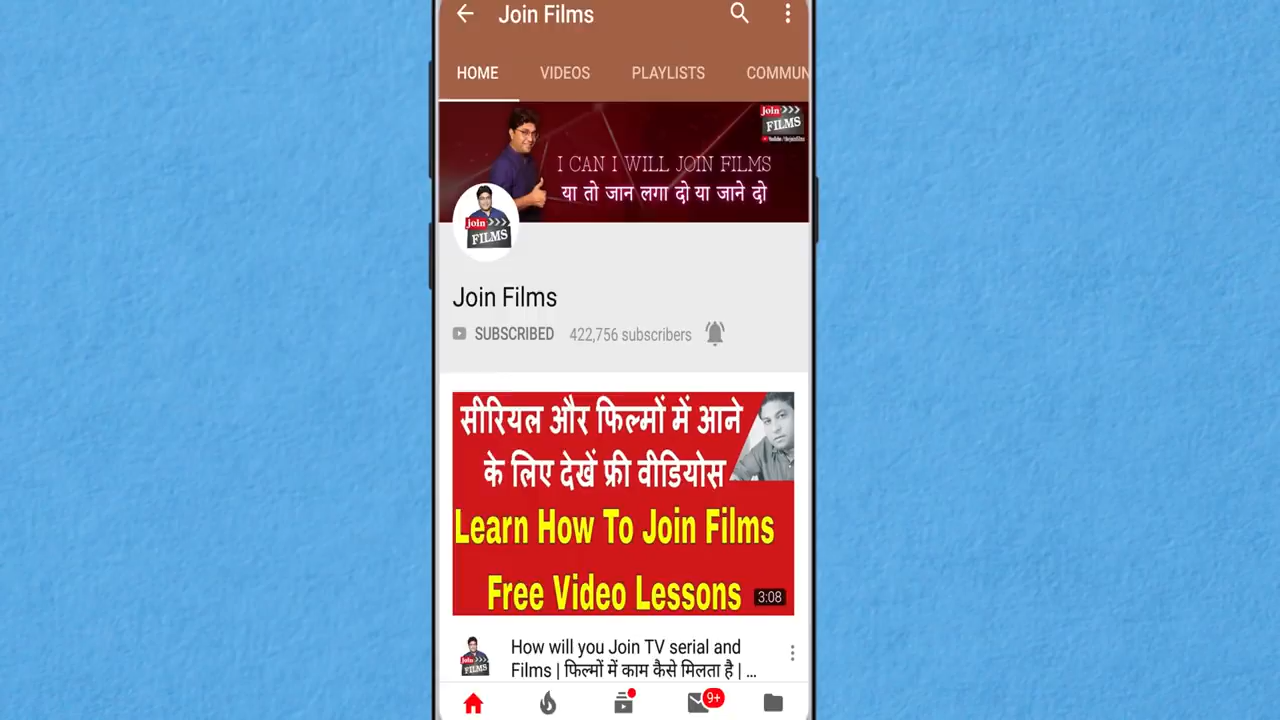 Join Films
HOME VIDEOS PLAYLISTS COMMUN
Join
FILMS
I CAN I WILL JOIN FILMS
या तो जान लगा दो या जाने दो
join
FILMS
Join Films
SUBSCRIBED 422,756 subscribers
सीरियल और फिल्मों में आने
के लिए देखें फ्री वीडियोस
Learn How To Join Films
Free Video Lessons
3:08
How will you Join TV serial and
Films | फिल्मों में काम कैसे मिलता है | ...
join
FILMS
9+